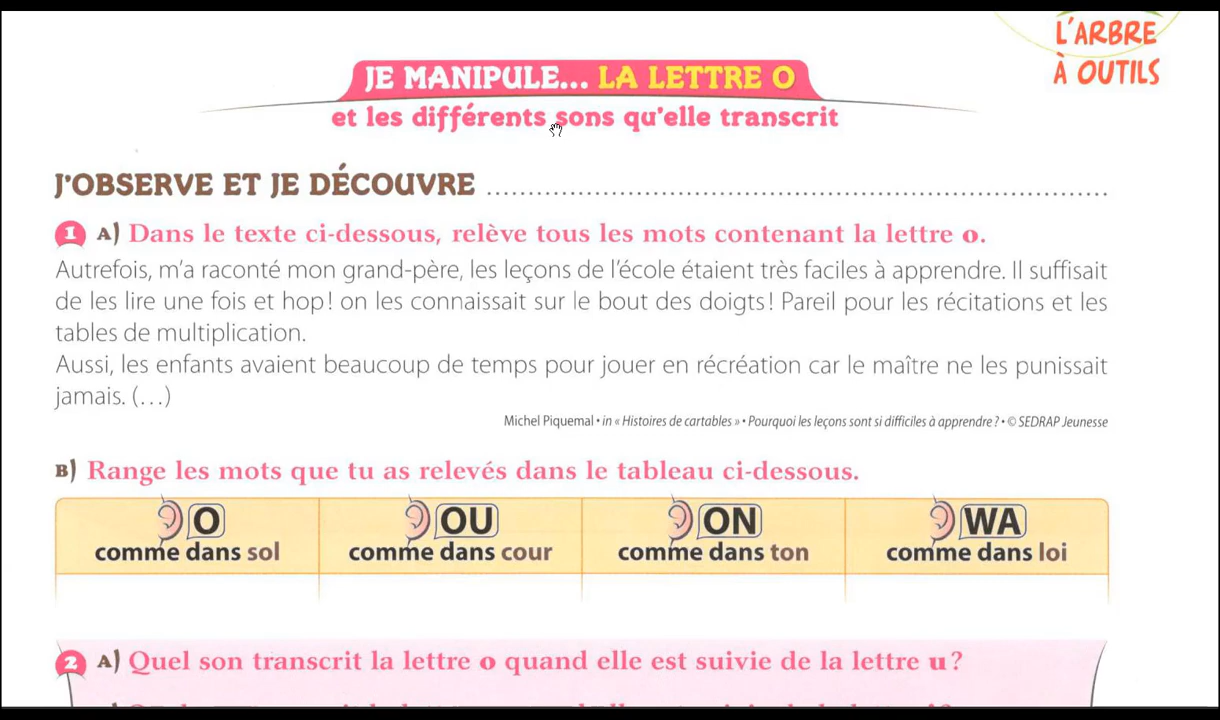 L'ARBRE
À OUTILS
JE MANIPULE... LA LETTRE O
et les différents sons qu'elle transcrit
J'OBSERVE ET JE DÉCOUVRE ................................................................................
1 A) Dans le texte ci-dessous, relève tous les mots contenant la lettre o.
Autrefois, m'a raconté mon grand-père, les leçons de l'école étaient très faciles à apprendre. Il suffisait
de les lire une fois et hop! on les connaissait sur le bout des doigts! Pareil pour les récitations et les
tables de multiplication.
Aussi, les enfants avaient beaucoup de temps pour jouer en récréation car le maître ne les punissait
jamais. (...)
Michel Piquemal • in « Histoires de cartables » • Pourquoi les leçons sont si difficiles à apprendre ? • © SEDRAP Jeunesse
B) Range les mots que tu as relevés dans le tableau ci-dessous.
O OU ON WA
comme dans sol comme dans cour comme dans ton comme dans loi
2 A) Quel son transcrit la lettre o quand elle est suivie de la lettre u?